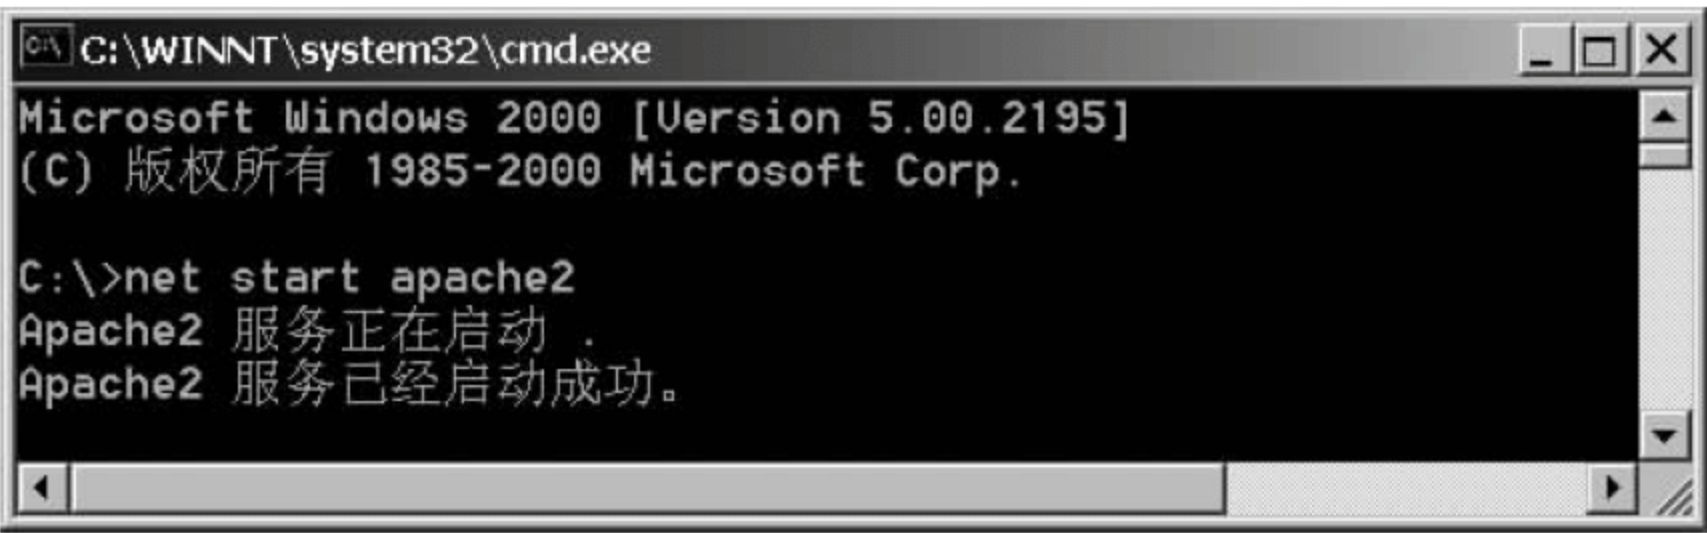 C:\WINNT\system32\cmd.exe
Microsoft Windows 2000 [Version 5.00.2195]
(C) 版权所有 1985-2000 Microsoft Corp.
C:\>net start apache2
Apache2 服务正在启动 .
Apache2 服务已经启动成功。